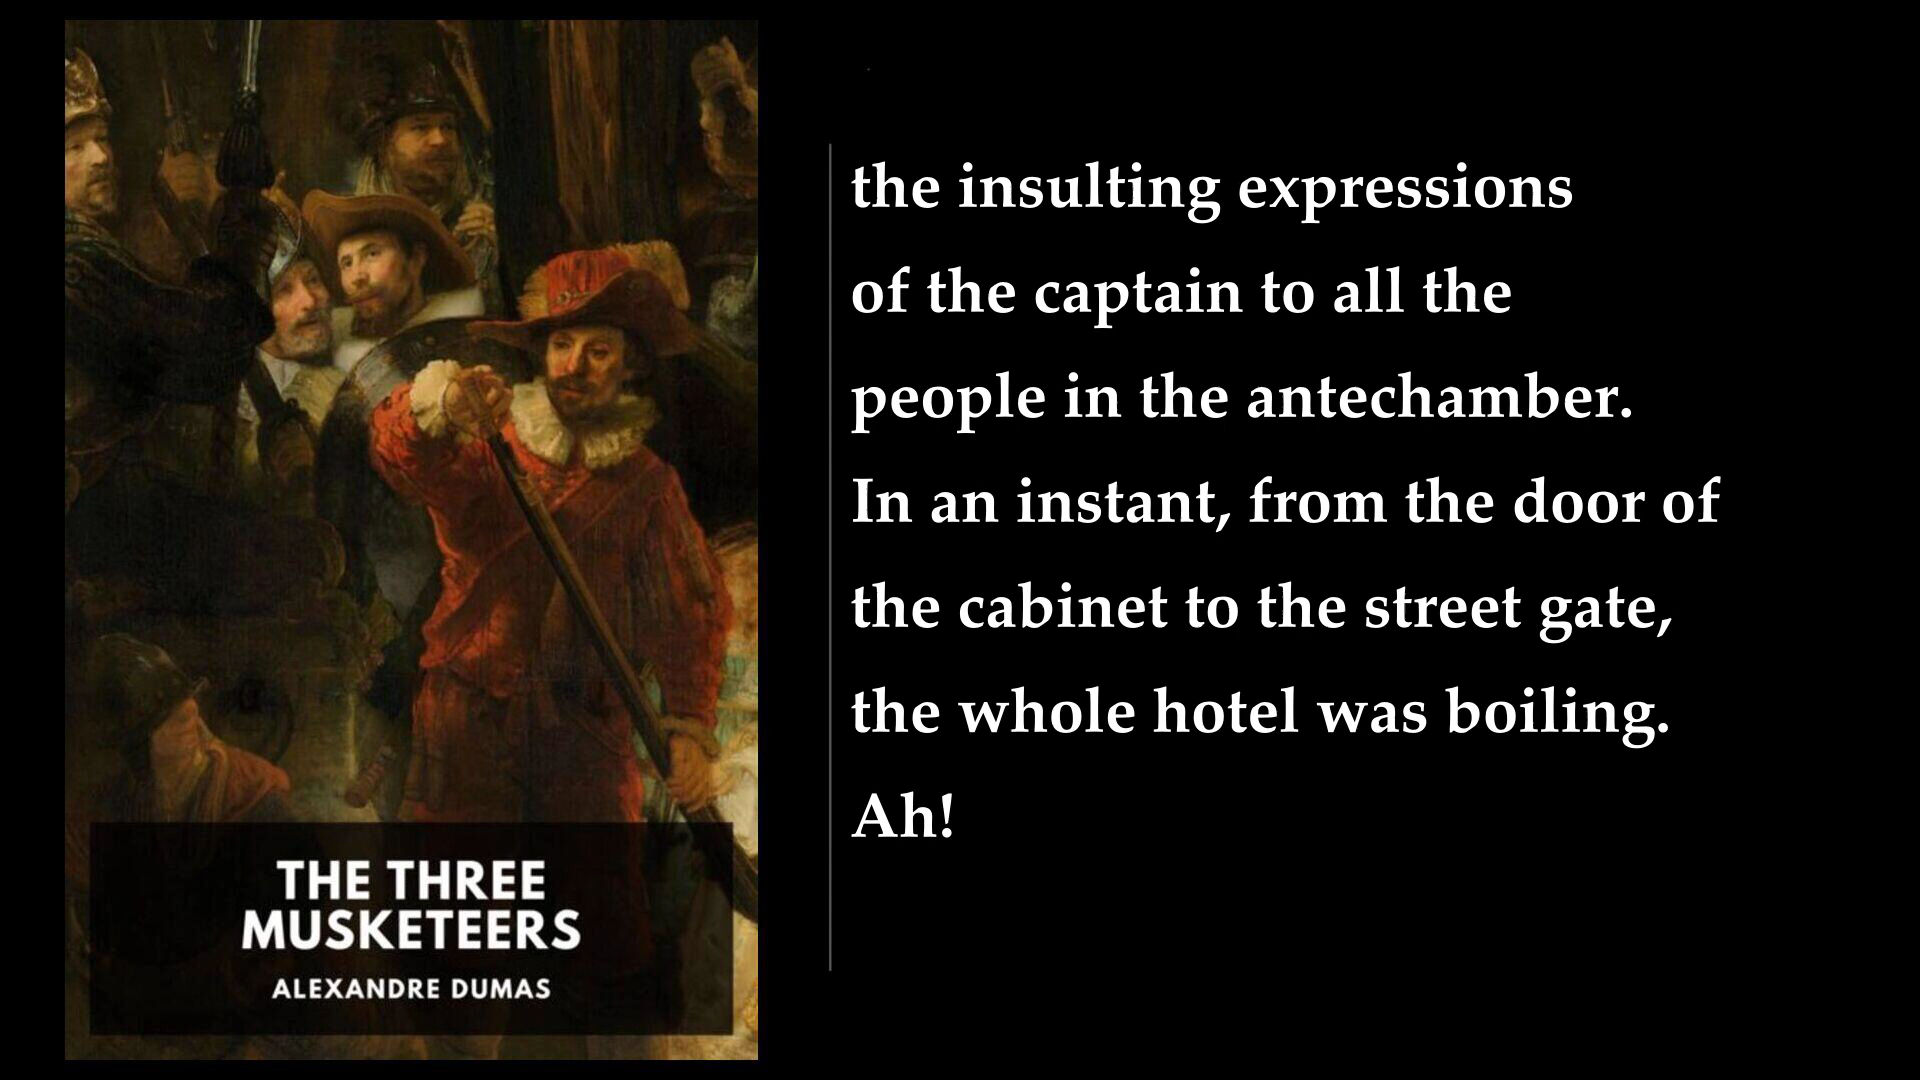 the insulting expressions
of the captain to all the
people in the antechamber.
In an instant, from the door of
the cabinet to the street gate,
the whole hotel was boiling.
Ah!
THE THREE
MUSKETEERS
ALEXANDRE DUMAS